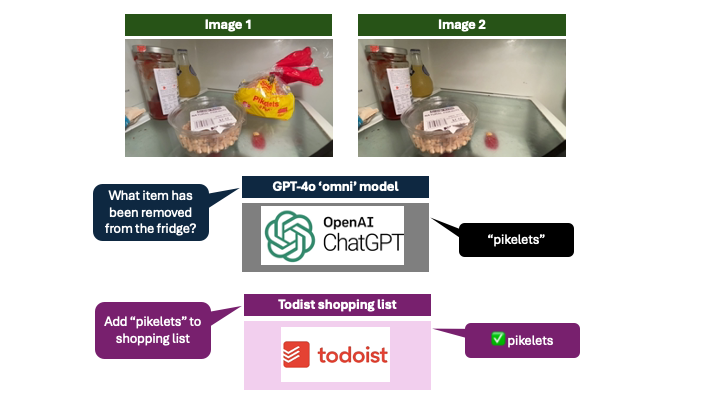 Image 1
Image 2
Pikelets
GPT-4o ‘omni’ model
What item has
been removed
from the fridge?
OpenAI
ChatGPT
“pikelets”
Todist shopping list
Add “pikelets” to
shopping list
todoist
✅ pikelets